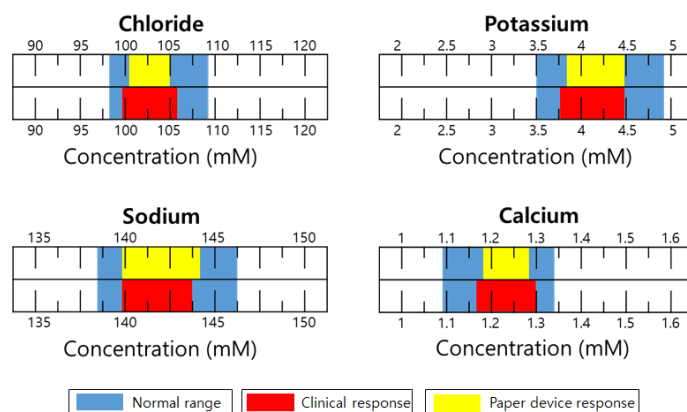 Chloride
90 95 100 105 110 115 120
90 95 100 105 110 115 120
Concentration (mM)
Potassium
2 2.5 3 3.5 4 4.5 5
2 2.5 3 3.5 4 4.5 5
Concentration (mM)
Sodium
135 140 145 150
135 140 145 150
Concentration (mM)
Calcium
1 1.1 1.2 1.3 1.4 1.5 1.6
1 1.1 1.2 1.3 1.4 1.5 1.6
Concentration (mM)
Normal range Clinical response Paper device response